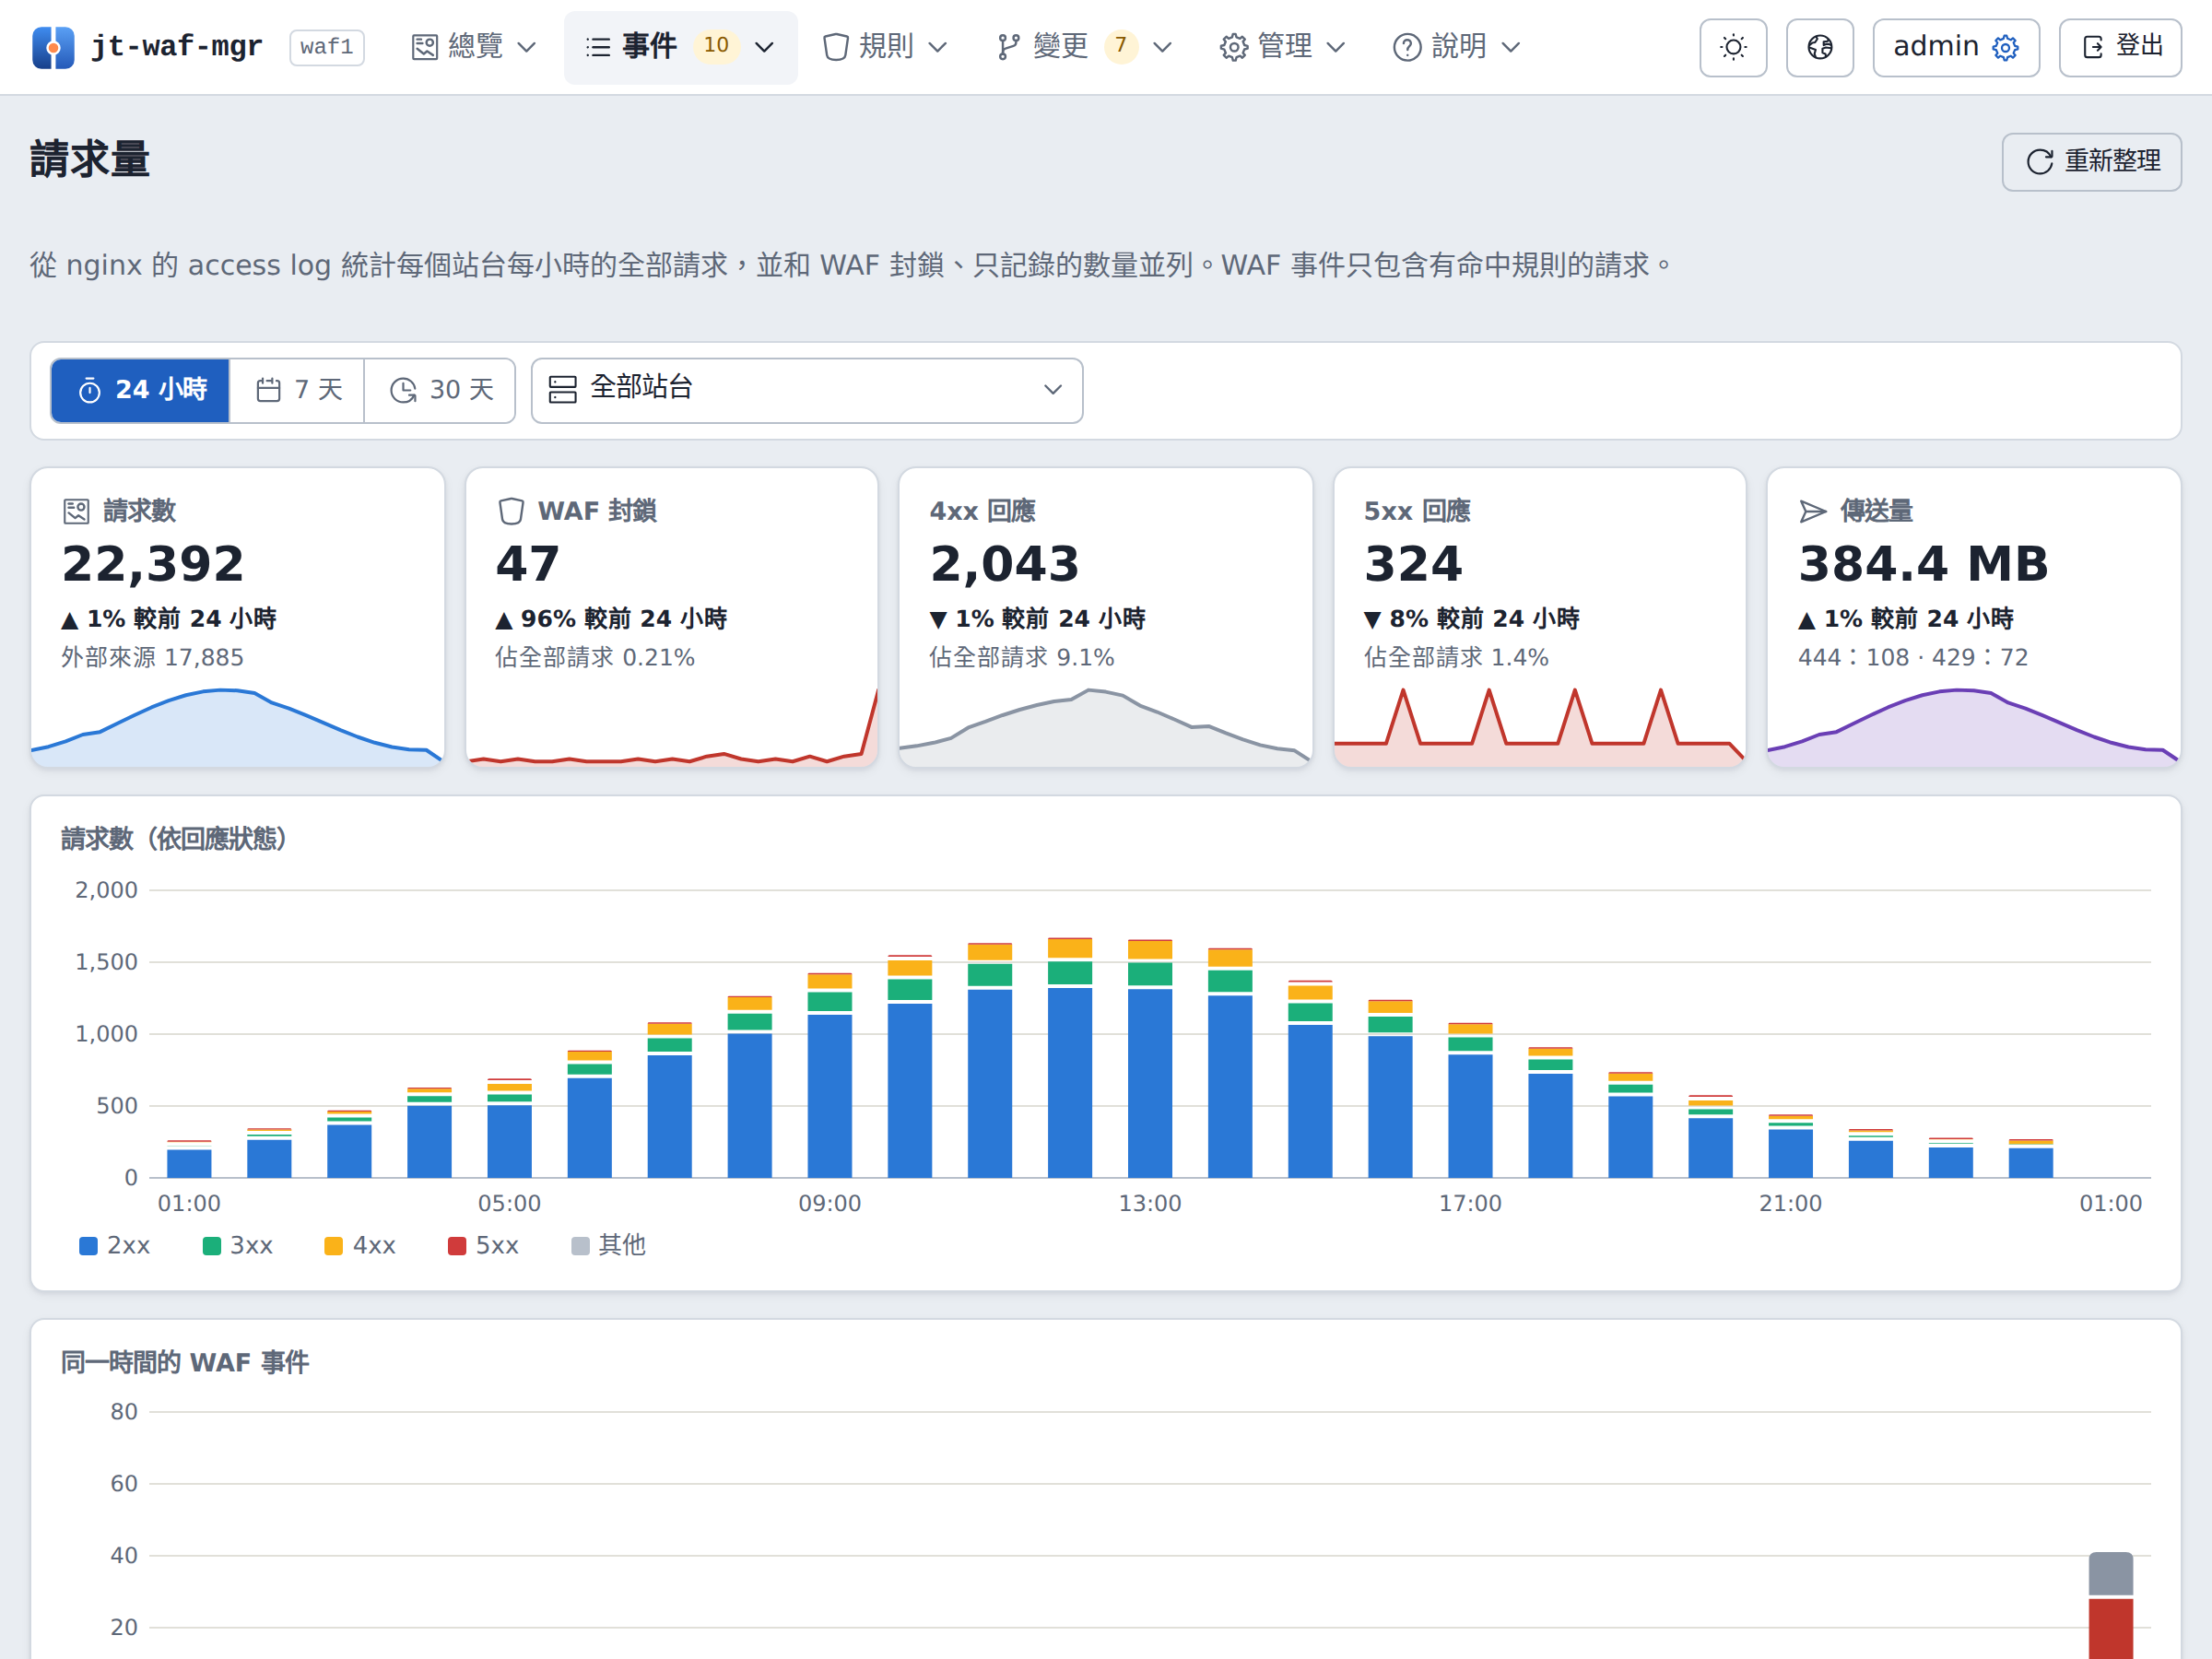 jt-waf-mgr waf1 總覽 事件 10 規則 變更 7 管理 說明 admin 登出
請求量 重新整理
從 nginx 的 access log 統計每個站台每小時的全部請求，並和 WAF 封鎖、只記錄的數量並列。WAF 事件只包含有命中規則的請求。
24 小時 7 天 30 天 全部站台
請求數
22,392
▲ 1% 較前 24 小時
外部來源 17,885
WAF 封鎖
47
▲ 96% 較前 24 小時
佔全部請求 0.21%
4xx 回應
2,043
▼ 1% 較前 24 小時
佔全部請求 9.1%
5xx 回應
324
▼ 8% 較前 24 小時
佔全部請求 1.4%
傳送量
384.4 MB
▲ 1% 較前 24 小時
444：108 · 429：72
請求數（依回應狀態）
2,000
1,500
1,000
500
0
01:00 05:00 09:00 13:00 17:00 21:00 01:00
2xx 3xx 4xx 5xx 其他
同一時間的 WAF 事件
80
60
40
20